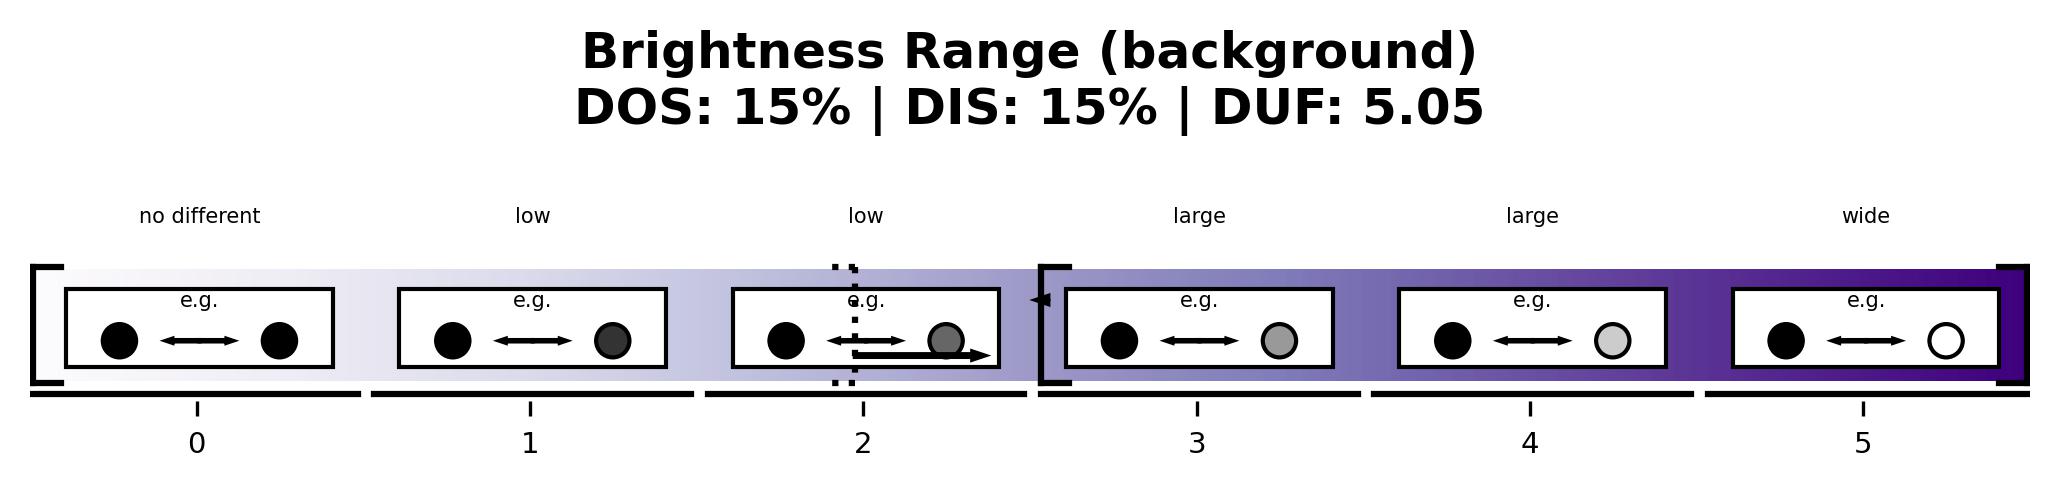 Brightness Range (background)
DOS: 15% | DIS: 15% | DUF: 5.05
no different low low large large wide
e.g. e.g. e.g. e.g. e.g. e.g.
0 1 2 3 4 5